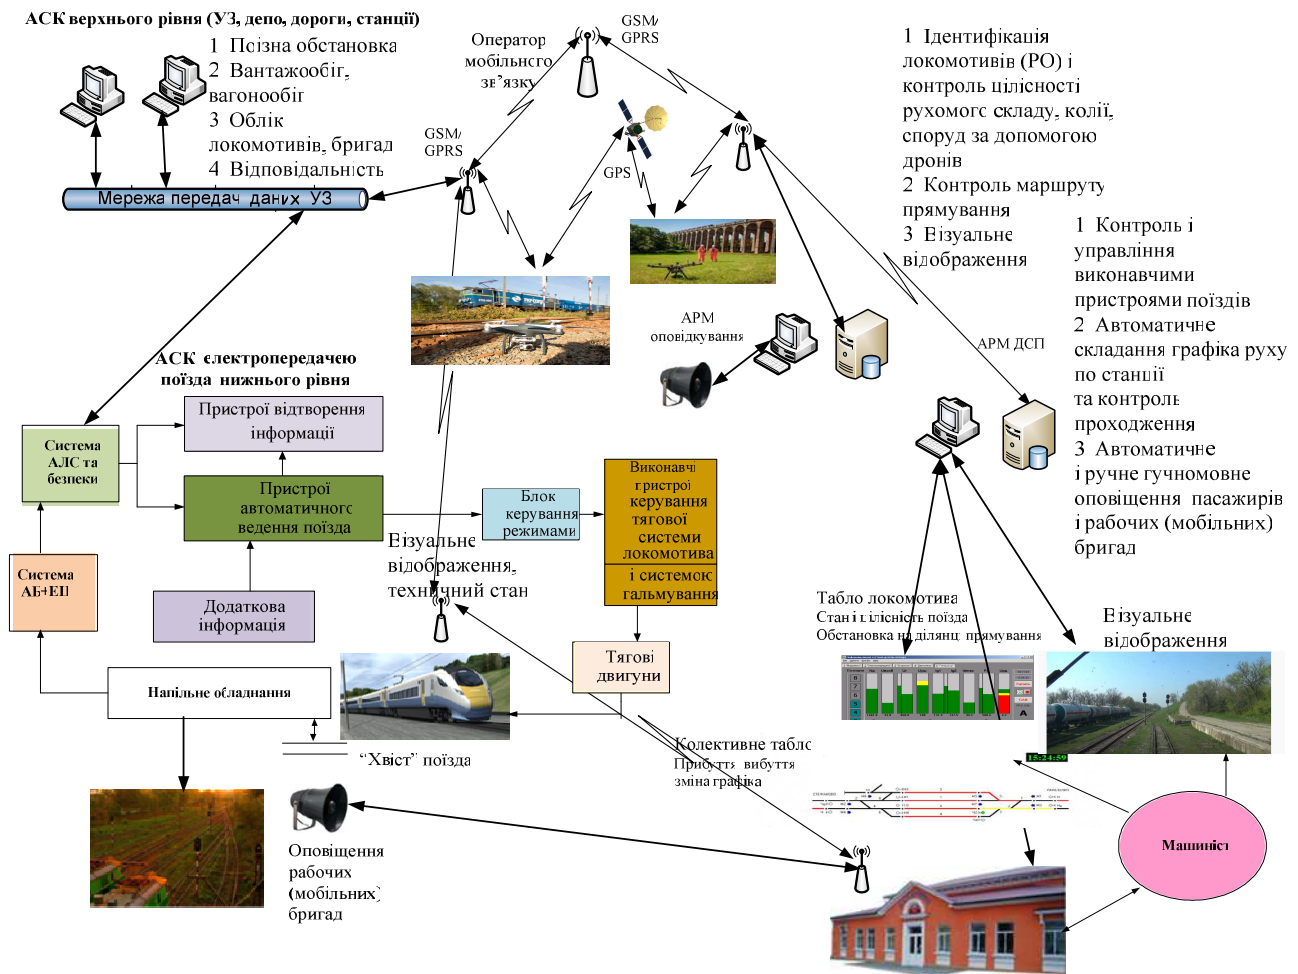 АСК верхнього рівня (УЗ, депо, дороги, станції)
1 Поїзна обстановка
2 Вантажообіг,
вагонообіг
3 Облік
локомотивів, бригад
4 Відповідальність
Мережа передач даних УЗ
Оператор
мобільного
зв’язку
GSM/
GPRS
GSM/
GPRS
GPS
1 Ідентифікація
локомотивів (РО) і
контроль цілісності
рухомого складу, колії,
споруд за допомогою
дронів
2 Контроль маршруту
прямування
3 Візуальне
відображення
1 Контроль і
управління
виконавчими
пристроями поїздів
2 Автоматичне
складання графіка руху
по станції
та контроль
проходження
3 Автоматичне
і ручне гучномовне
оповіщення пасажирів
і рабочих (мобільних)
бригад
АРМ
оповідкування
АРМ ДСП
АСК єлектропередачею
поїзда нижнього рівня
Пристрої відтворення
інформації
Система
АЛС та
безпеки
Пристрої
автоматичного
ведення поїзда
Блок
керування
режимами
Виконавчі
пристрої
керування
тягової
системи
локомотива
і системою
гальмування
Візуальне
відображення,
техничний стан
Система
АБ+ЕЦ
Додаткова
інформація
Тягові
двигуни
Напільне обладнання
“Хвіст” поїзда
Табло локомотива
Стан і цілісність поїзда
Обстановка на ділянці прямування
Візуальне
відображення
Колективне табло
Прибуття вибуття
зміна графіка
15:24:59
Машиніст
Оповіщення
рабочих
(мобільних)
бригад